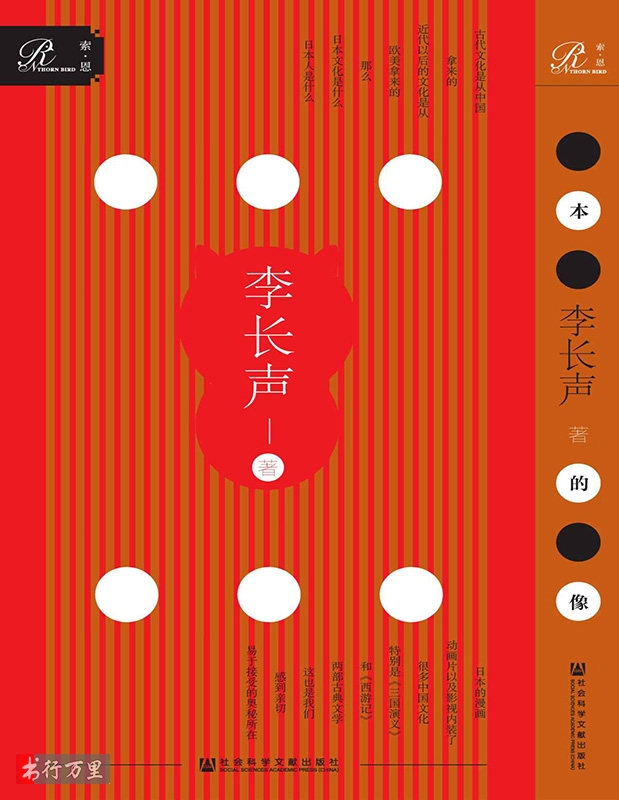 索·恩
THORN BIRD
古代文化是从中国
拿来的
近代以后的文化是从
欧美拿来的
那么
日本文化是什么
日本人是什么
李长声
著
日本的漫画
动画片以及影视内装了
很多中国文化
特别是《三国演义》
和《西游记》
两部古典文学
这也是我们
感到亲切
易于接受的奥秘所在
社会科学文献出版社
SOCIAL SCIENCES ACADEMIC PRESS (CHINA)
书行万里
索·恩
THORN BIRD
本
李长声
著
的
像
社会科学文献出版社
SOCIAL SCIENCES ACADEMIC PRESS (CHINA)